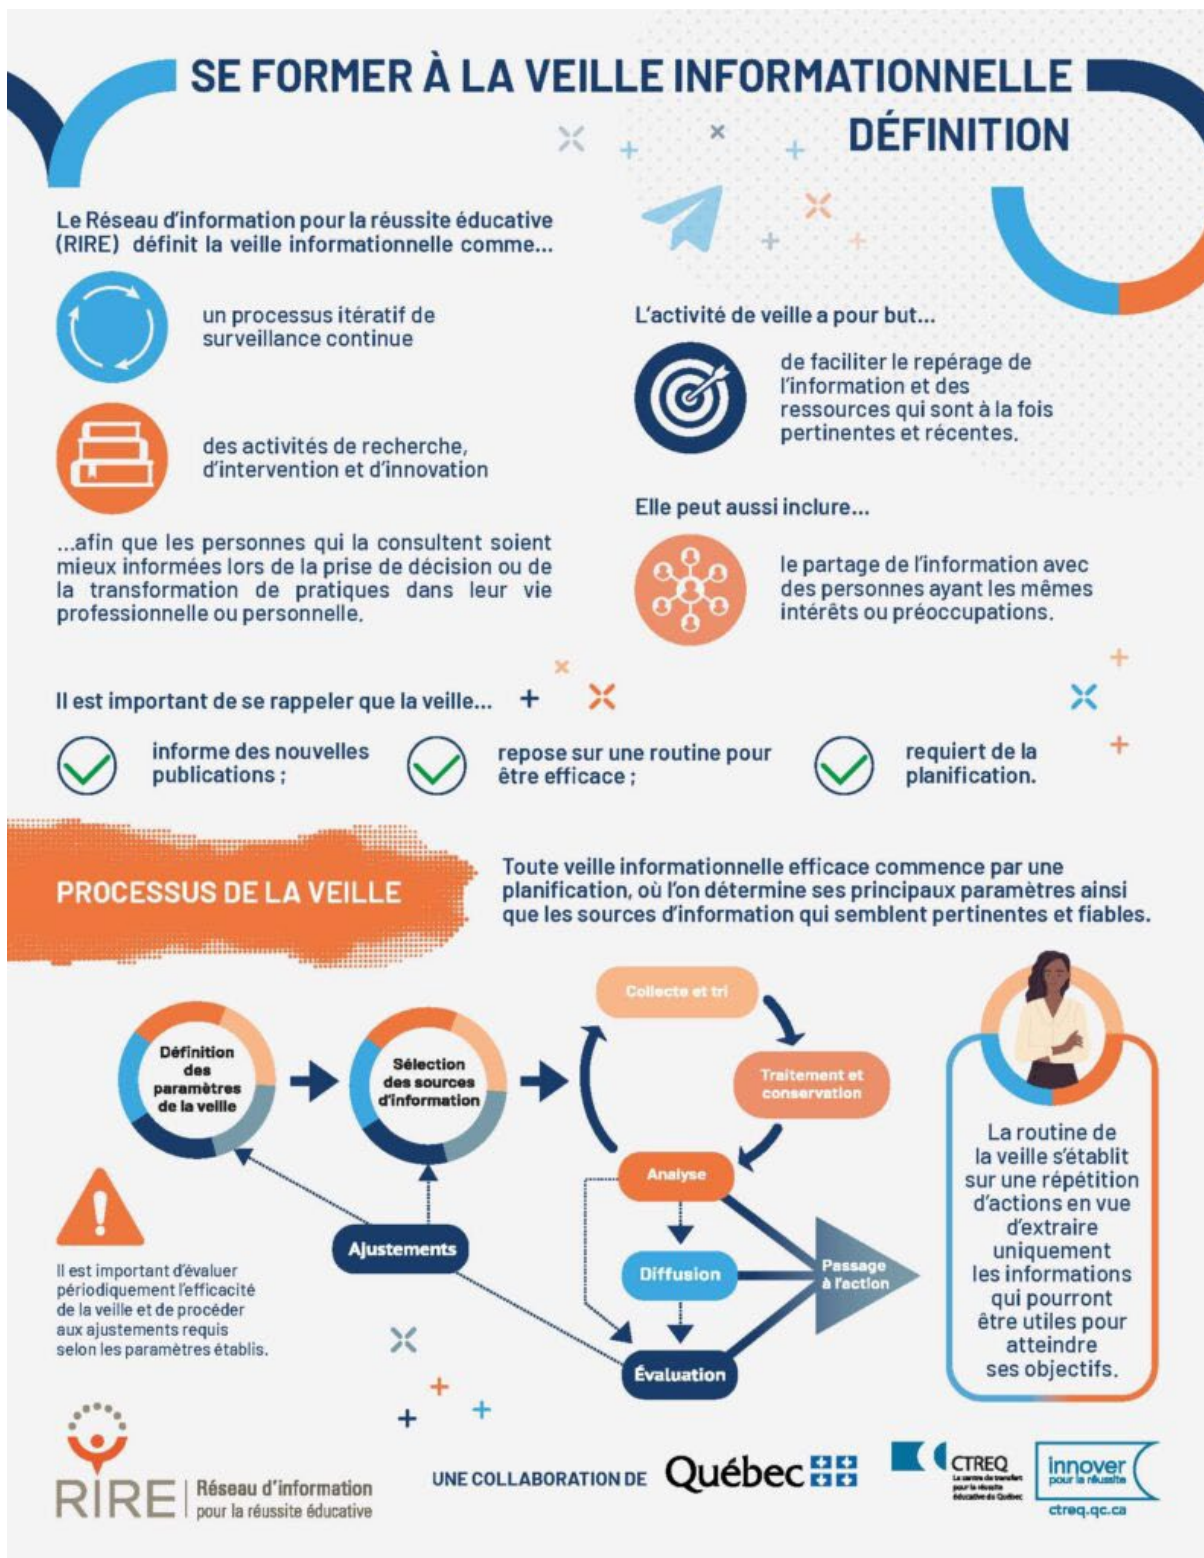 SE FORMER À LA VEILLE INFORMATIONNELLE
DÉFINITION
Le Réseau d'information pour la réussite éducative
(RIRE) définit la veille informationnelle comme...
un processus itératif de
surveillance continue
des activités de recherche,
d'intervention et d'innovation
...afin que les personnes qui la consultent soient
mieux informées lors de la prise de décision ou de
la transformation de pratiques dans leur vie
professionnelle ou personnelle.
L'activité de veille a pour but...
de faciliter le repérage de
l'information et des
ressources qui sont à la fois
pertinentes et récentes.
Elle peut aussi inclure...
le partage de l'information avec
des personnes ayant les mêmes
intérêts ou préoccupations.
Il est important de se rappeler que la veille...
informe des nouvelles
publications ;
repose sur une routine pour
être efficace ;
requiert de la
planification.
PROCESSUS DE LA VEILLE
Toute veille informationnelle efficace commence par une
planification, où l'on détermine ses principaux paramètres ainsi
que les sources d'information qui semblent pertinentes et fiables.
Définition
des
paramètres
de la veille
Sélection
des sources
d'information
Collecte et tri
Traitement et
conservation
Analyse
Diffusion
Évaluation
Ajustements
Passage
à l'action
Il est important d'évaluer
périodiquement l'efficacité
de la veille et de procéder
aux ajustements requis
selon les paramètres établis.
La routine de
la veille s'établit
sur une répétition
d'actions en vue
d'extraire
uniquement
les informations
qui pourront
être utiles pour
atteindre
ses objectifs.
RIRE
Réseau d'information
pour la réussite éducative
UNE COLLABORATION DE
Québec
CTREQ
Le centre de transfert
pour la réussite
éducative du Québec
innover
pour la réussite
ctreq.qc.ca